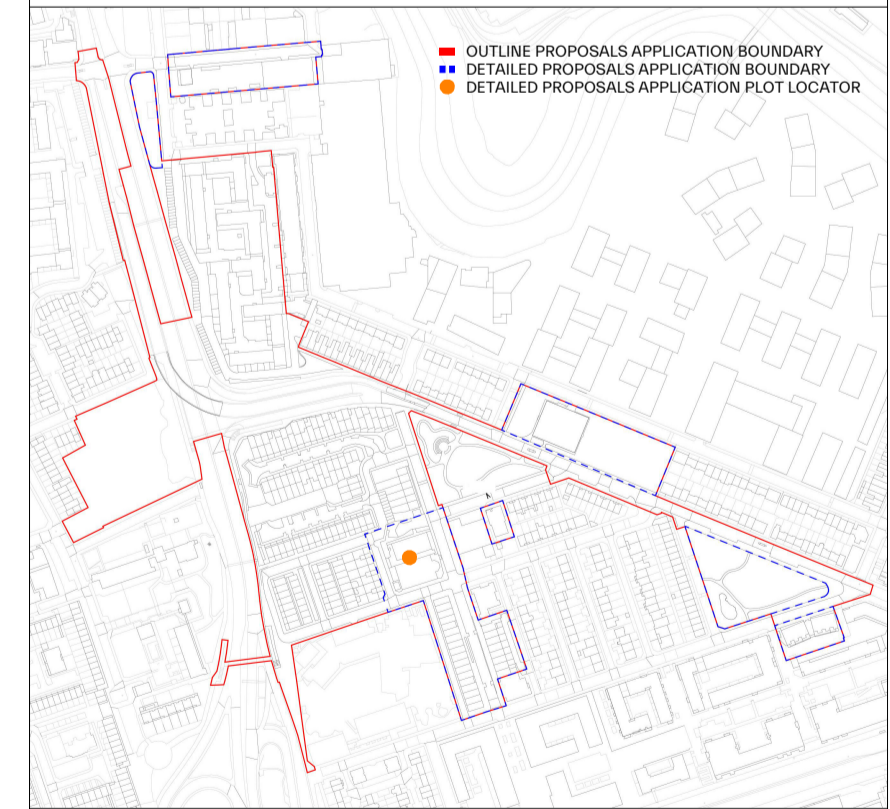 OUTLINE PROPOSALS APPLICATION BOUNDARY
DETAILED PROPOSALS APPLICATION BOUNDARY
DETAILED PROPOSALS APPLICATION PLOT LOCATOR